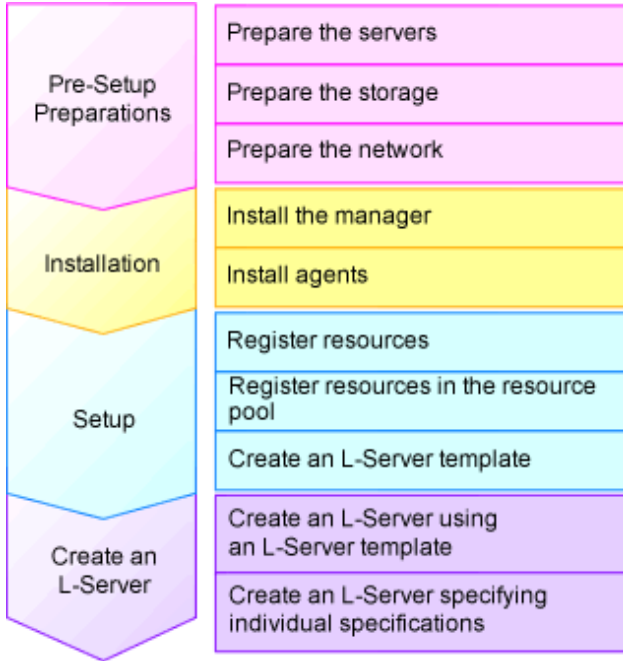 Pre-Setup
Preparations
Prepare the servers
Prepare the storage
Prepare the network
Installation
Install the manager
Install agents
Setup
Register resources
Register resources in the resource
pool
Create an L-Server template
Create an
L-Server
Create an L-Server using
an L-Server template
Create an L-Server specifying
individual specifications